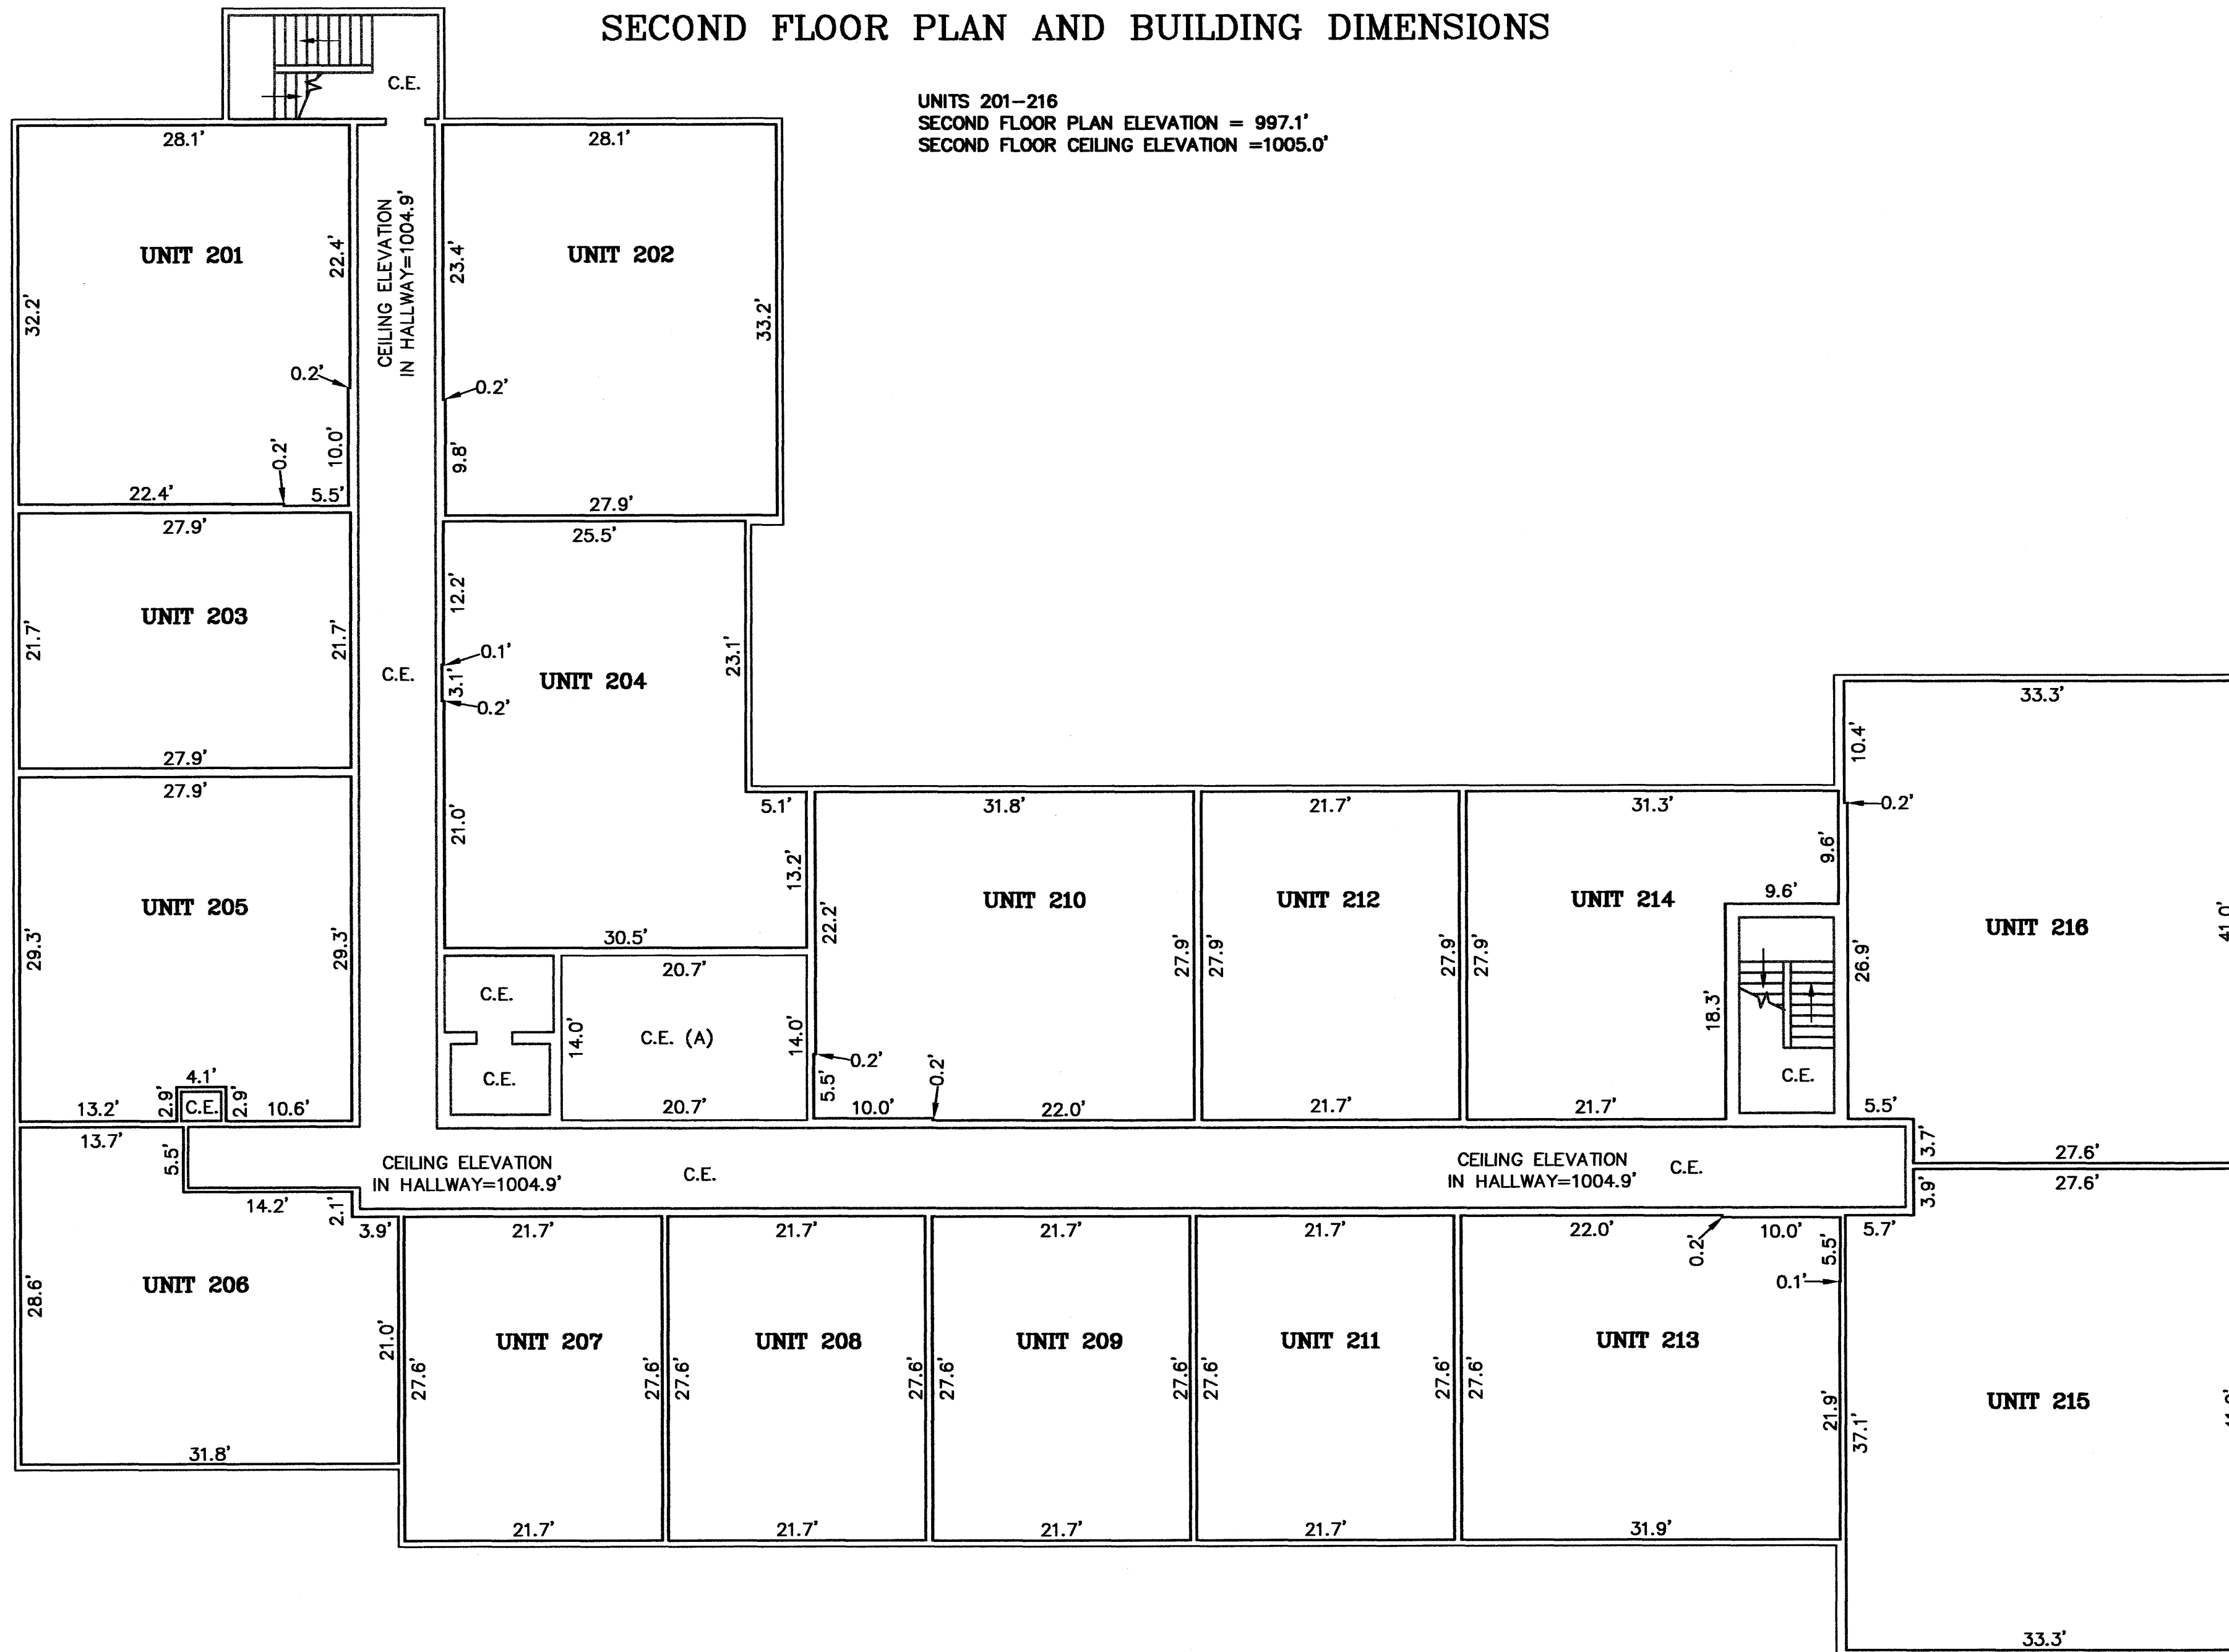 SECOND FLOOR PLAN AND BUILDING DIMENSIONS
UNITS 201-216
SECOND FLOOR PLAN ELEVATION = 997.1'
SECOND FLOOR CEILING ELEVATION =1005.0'
C.E.
28.1'
UNIT 201
22.4'
32.2'
0.2'
10.0'
0.2'
22.4'
5.5'
CEILING ELEVATION
IN HALLWAY=1004.9'
28.1'
UNIT 202
23.4'
33.2'
0.2'
9.8'
27.9'
27.9'
UNIT 203
21.7'
21.7'
27.9'
C.E.
25.5'
12.2'
0.1'
3.1'
0.2'
UNIT 204
23.1'
21.0'
5.1'
13.2'
30.5'
27.9'
UNIT 205
29.3'
29.3'
4.1'
2.9'
C.E.
2.9'
13.2'
10.6'
C.E.
C.E.
20.7'
14.0'
C.E. (A)
14.0'
20.7'
31.8'
UNIT 210
22.2'
27.9'
0.2'
5.5'
0.2'
10.0'
22.0'
21.7'
UNIT 212
27.9'
27.9'
21.7'
31.3'
UNIT 214
9.6'
9.6'
27.9'
18.3'
21.7'
C.E.
33.3'
10.4'
0.2'
UNIT 216
26.9'
41.0'
5.5'
3.7'
27.6'
13.7'
5.5'
14.2'
2.1'
3.9'
UNIT 206
28.6'
21.0'
31.8'
CEILING ELEVATION
IN HALLWAY=1004.9'
C.E.
CEILING ELEVATION
IN HALLWAY=1004.9'
C.E.
21.7'
UNIT 207
27.6'
27.6'
21.7'
21.7'
UNIT 208
27.6'
27.6'
21.7'
21.7'
UNIT 209
27.6'
27.6'
21.7'
21.7'
UNIT 211
27.6'
27.6'
21.7'
22.0'
0.2'
10.0'
5.5'
0.1'
UNIT 213
27.6'
21.9'
31.9'
27.6'
3.9'
5.7'
UNIT 215
37.1'
33.3'